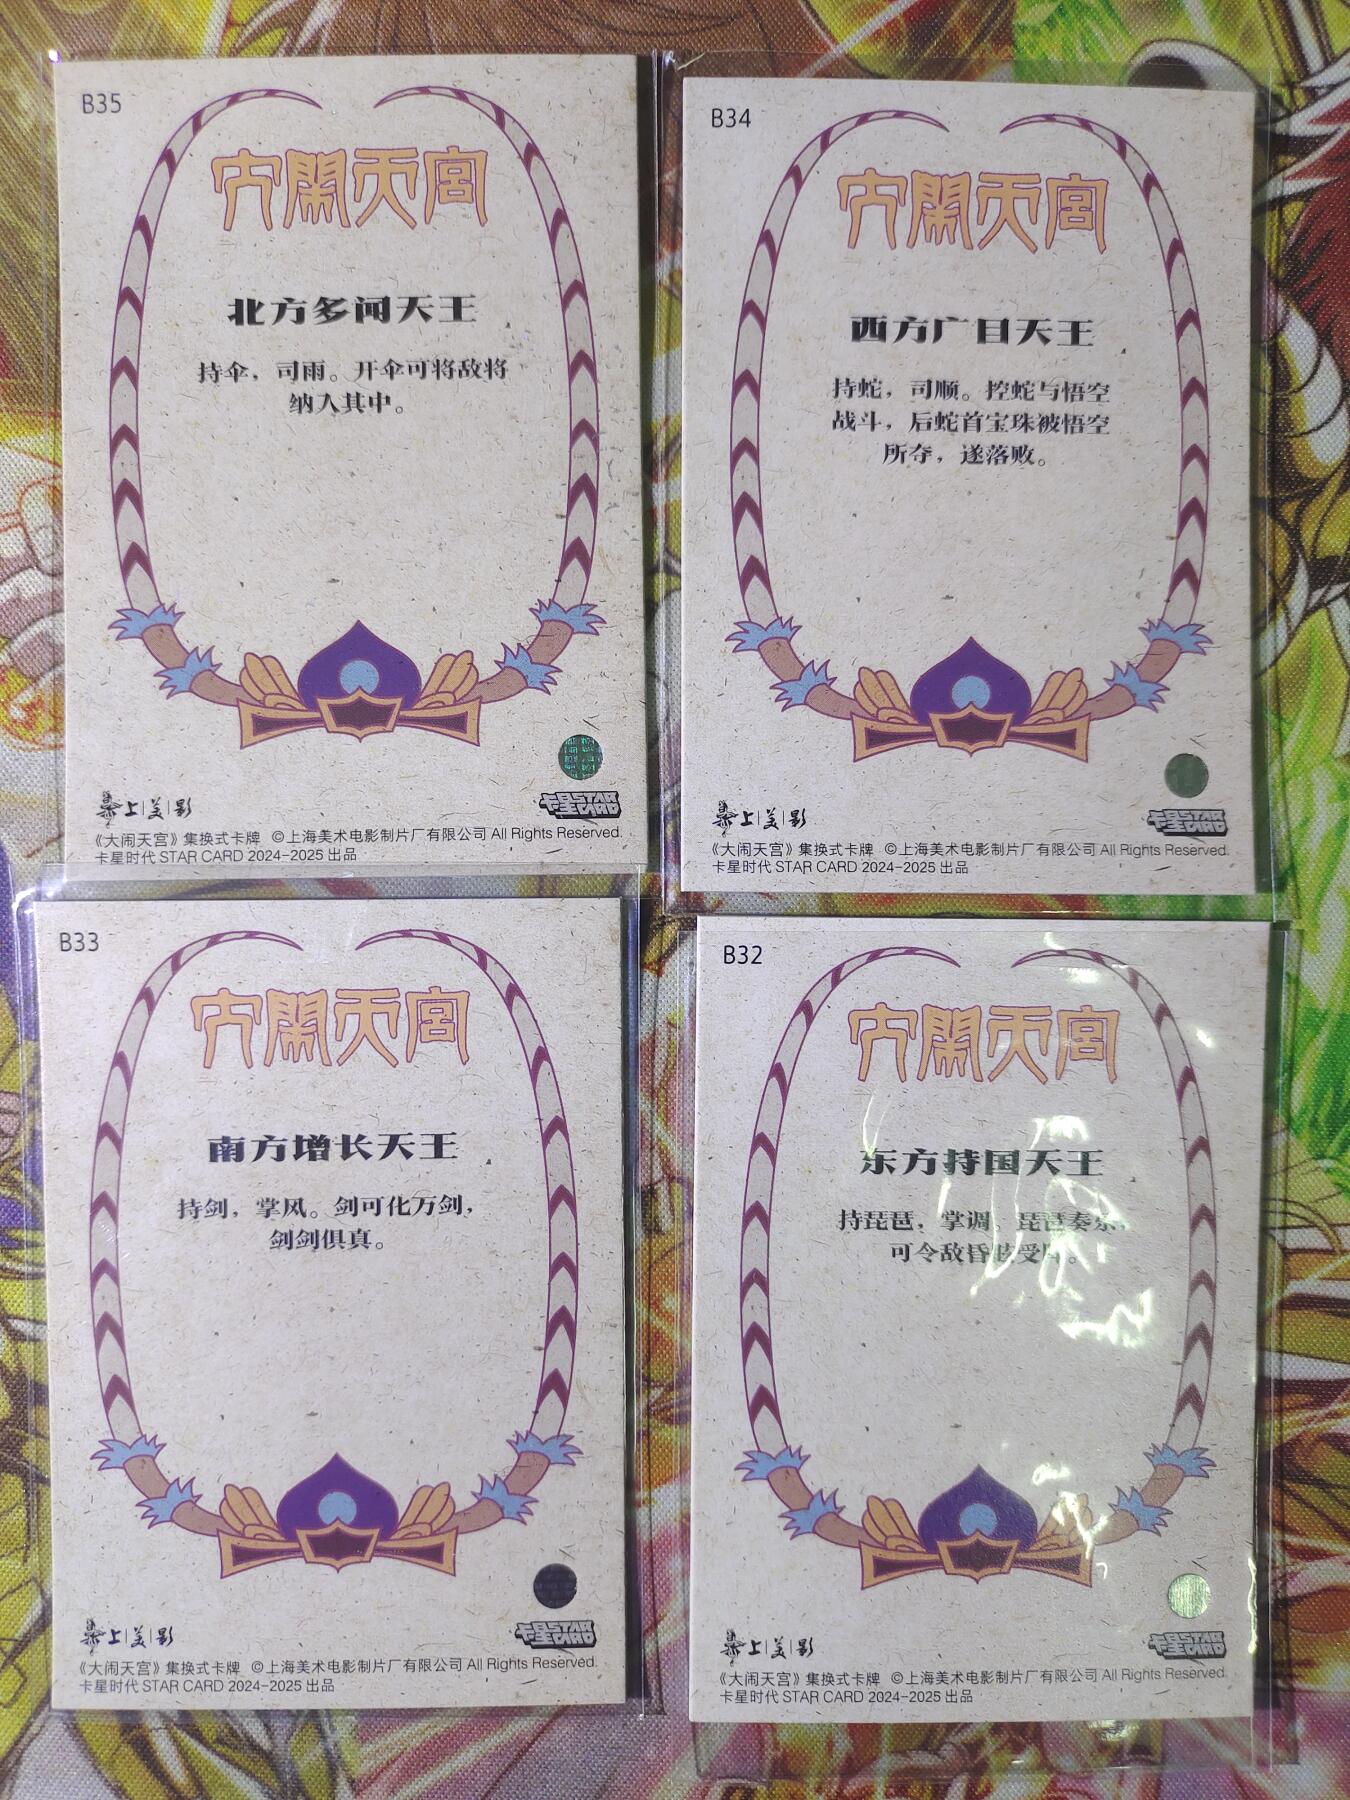 B35
大闹天宫
北方多闻天王
持伞，司雨。开伞可将敌将
纳入其中。
上美影
卡星STAR CARD
《大闹天宫》集换式卡牌 ©上海美术电影制片厂有限公司 All Rights Reserved.
卡星时代 STAR CARD 2024-2025 出品
B34
大闹天宫
西方广目天王
持蛇，司顺。控蛇与悟空
战斗，后蛇首宝珠被悟空
所夺，遂落败。
上美影
卡星STAR CARD
《大闹天宫》集换式卡牌 ©上海美术电影制片厂有限公司 All Rights Reserved.
卡星时代 STAR CARD 2024-2025 出品
B33
大闹天宫
南方增长天王
持剑，掌风。剑可化万剑，
剑剑俱真。
上美影
卡星STAR CARD
《大闹天宫》集换式卡牌 ©上海美术电影制片厂有限公司 All Rights Reserved.
卡星时代 STAR CARD 2024-2025 出品
B32
大闹天宫
东方持国天王
持琵琶，掌调。琵琶奏乐，
可令敌昏 受
上美影
卡星STAR CARD
《大闹天宫》集换式卡牌 ©上海美术电影制片厂有限公司 All Rights Reserved.
卡星时代 STAR CARD 2024-2025 出品